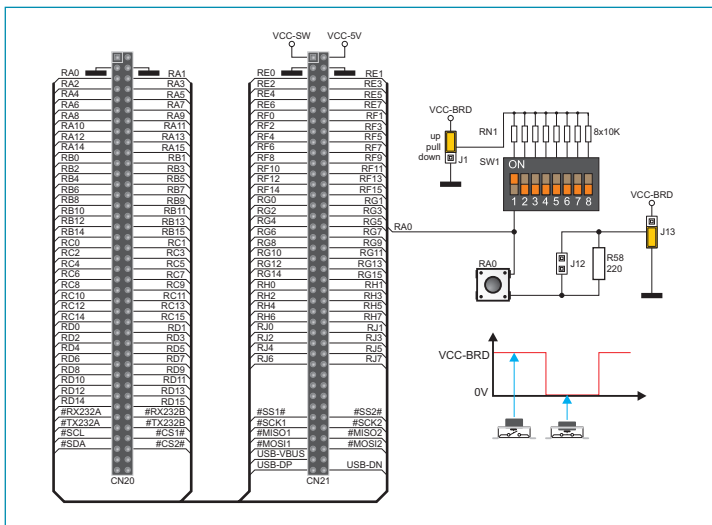 VCC-SW VCC-5V
RA0 RA1
RA2 RA3
RA4 RA5
RA6 RA7
RA8 RA9
RA10 RA11
RA12 RA13
RA14 RA15
RB0 RB1
RB2 RB3
RB4 RB5
RB6 RB7
RB8 RB9
RB10 RB11
RB12 RB13
RB14 RB15
RC0 RC1
RC2 RC3
RC4 RC5
RC6 RC7
RC8 RC9
RC10 RC11
RC12 RC13
RC14 RC15
RD0 RD1
RD2 RD3
RD4 RD5
RD6 RD7
RD8 RD9
RD10 RD11
RD12 RD13
RD14 RD15
#RX232A #RX232B
#TX232A #TX232B
#SCL #CS1#
#SDA #CS2#
CN20
RE0 RE1
RE2 RE3
RE4 RE5
RE6 RE7
RF0 RF1
RF2 RF3
RF4 RF5
RF6 RF7
RF8 RF9
RF10 RF11
RF12 RF13
RF14 RF15
RG0 RG1
RG2 RG3
RG4 RG5
RG6 RG7
RG8 RG9
RG10 RG11
RG12 RG13
RG14 RG15
RH0 RH1
RH2 RH3
RH4 RH5
RH6 RH7
RJ0 RJ1
RJ2 RJ3
RJ4 RJ5
RJ6 RJ7
#SS1# #SS2#
#SCK1 #SCK2
#MISO1 #MISO2
#MOSI1 #MOSI2
USB-VBUS
USB-DP USB-DN
CN21
VCC-BRD
up
pull
down
J1
RN1 8x10K
SW1
ON
1 2 3 4 5 6 7 8
VCC-BRD
J13
RA0
RA0
J12
R58
220
VCC-BRD
0V